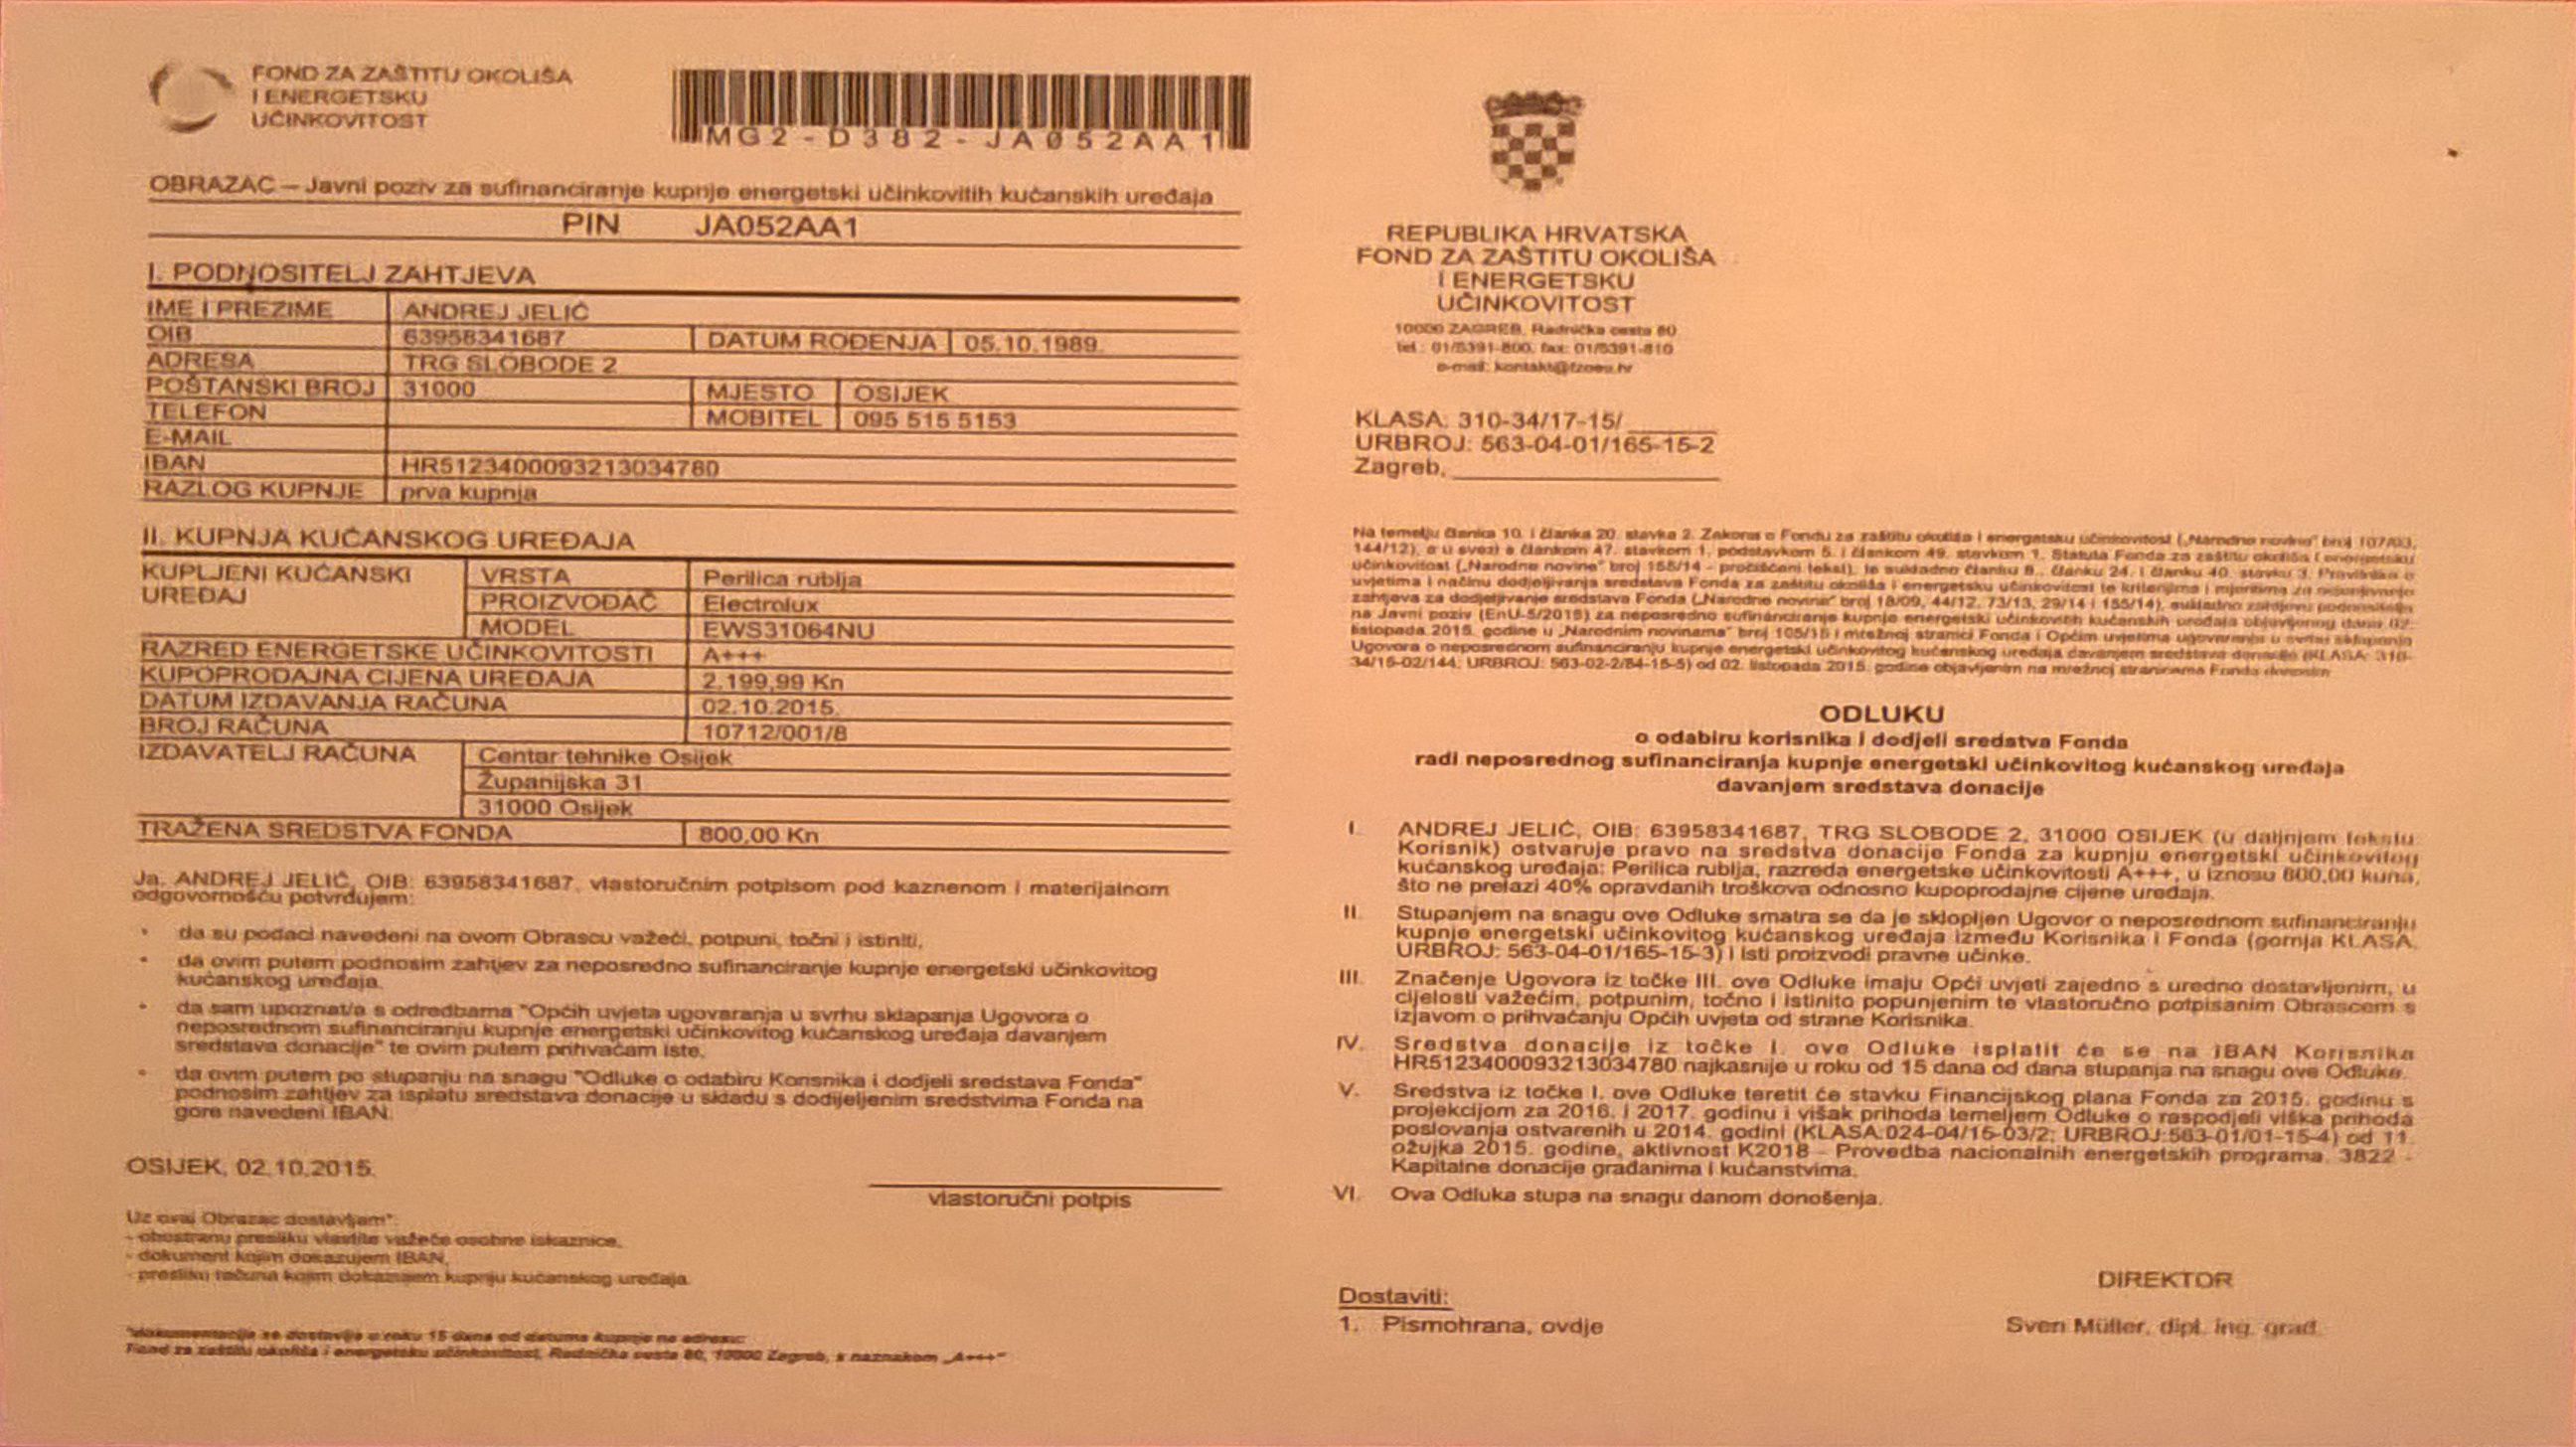 FOND ZA ZAŠTITU OKOLIŠA
I ENERGETSKU
UČINKOVITOST
MG2-D382-JA052AA1
OBRAZAC – Javni poziv za sufinanciranje kupnje energetski učinkovitih kućanskih uređaja
PIN JA052AA1
I. PODNOSITELJ ZAHTJEVA
IME I PREZIME ANDREJ JELIĆ
OIB 63958341687 DATUM ROĐENJA 05.10.1989.
ADRESA TRG SLOBODE 2
POŠTANSKI BROJ 31000 MJESTO OSIJEK
TELEFON MOBITEL 095 515 5153
E-MAIL
IBAN HR5123400093213034780
RAZLOG KUPNJE prva kupnja
II. KUPNJA KUĆANSKOG UREĐAJA
KUPLJENI KUĆANSKI VRSTA Perilica rublja
UREĐAJ PROIZVOĐAČ Electrolux
MODEL EWS31064NU
RAZRED ENERGETSKE UČINKOVITOSTI A+++
KUPOPRODAJNA CIJENA UREĐAJA 2.199,99 Kn
DATUM IZDAVANJA RAČUNA 02.10.2015.
BROJ RAČUNA 10712/001/8
IZDAVATELJ RAČUNA Centar tehnike Osijek
Županijska 31
31000 Osijek
TRAŽENA SREDSTVA FONDA 800,00 Kn
Ja, ANDREJ JELIĆ, OIB: 63958341687, vlastoručnim potpisom pod kaznenom i materijalnom
odgovornošću potvrđujem:
• da su podaci navedeni na ovom Obrascu važeći, potpuni, točni i istiniti,
• da ovim putem podnosim zahtjev za neposredno sufinanciranje kupnje energetski učinkovitog
kućanskog uređaja.
• da sam upoznat/a s odredbama "Općih uvjeta ugovaranja u svrhu sklapanja Ugovora o
neposrednom sufinanciranju kupnje energetski učinkovitog kućanskog uređaja davanjem
sredstava donacije" te ovim putem prihvaćam iste.
• da ovim putem po stupanju na snagu "Odluke o odabiru Korisnika i dodjeli sredstava Fonda"
podnosim zahtjev za isplatu sredstava donacije u skladu s dodijeljenim sredstvima Fonda na
gore navedeni IBAN.
OSIJEK, 02.10.2015.
vlastoručni potpis
Uz ovaj Obrazac dostavljam*:
- obostranu presliku vlastite važeće osobne iskaznice,
- dokument kojim dokazujem IBAN,
- presliku računa kojim dokazujem kupnju kućanskog uređaja.
*dokumentacija se dostavlja u roku 15 dana od datuma kupnje na adresu:
Fond za zaštitu okoliša i energetsku učinkovitost, Radnička cesta 80, 10000 Zagreb, s naznakom „A+++"
REPUBLIKA HRVATSKA
FOND ZA ZAŠTITU OKOLIŠA
I ENERGETSKU
UČINKOVITOST
10000 ZAGREB, Radnička cesta 80
tel.: 01/5391-800, fax: 01/5391-810
e-mail: kontakt@fzoeu.hr
KLASA: 310-34/17-15/
URBROJ: 563-04-01/165-15-2
Zagreb,
Na temelju članka 10. i članka 20. stavka 2. Zakona o Fondu za zaštitu okoliša i energetsku učinkovitost („Narodne novine" broj 107/03,
144/12), a u svezi s člankom 47. stavkom 1. podstavkom 5. i člankom 49. stavkom 1. Statuta Fonda za zaštitu okoliša i energetsku
učinkovitost („Narodne novine" broj 155/14 - pročišćeni tekst), te sukladno članku 8., članku 24. i članku 40. stavku 3. Pravilnika o
uvjetima i načinu dodjeljivanja sredstava Fonda za zaštitu okoliša i energetsku učinkovitost te kriterijima i mjerilima za ocjenjivanje
zahtjeva za dodjeljivanje sredstava Fonda („Narodne novine" broj 18/09, 44/12, 73/13, 29/14 i 155/14), sukladno zahtjevu podnositelja
na Javni poziv (EnU-5/2015) za neposredno sufinanciranje kupnje energetski učinkovitih kućanskih uređaja objavljenog dana 02.
listopada 2015. godine u „Narodnim novinama" broj 105/15 i mrežnoj stranici Fonda i Općim uvjetima ugovaranja u svrhu sklapanja
Ugovora o neposrednom sufinanciranju kupnje energetski učinkovitog kućanskog uređaja davanjem sredstava donacije (KLASA: 310-
34/15-02/144; URBROJ: 563-02-2/84-15-5) od 02. listopada 2015. godine objavljenim na mrežnoj stranicama Fonda donosim
ODLUKU
o odabiru korisnika i dodjeli sredstva Fonda
radi neposrednog sufinanciranja kupnje energetski učinkovitog kućanskog uređaja
davanjem sredstava donacije
I. ANDREJ JELIĆ, OIB: 63958341687, TRG SLOBODE 2, 31000 OSIJEK (u daljnjem tekstu:
Korisnik) ostvaruje pravo na sredstva donacije Fonda za kupnju energetski učinkovitog
kućanskog uređaja: Perilica rublja, razreda energetske učinkovitosti A+++, u iznosu 800,00 kuna,
što ne prelazi 40% opravdanih troškova odnosno kupoprodajne cijene uređaja.
II. Stupanjem na snagu ove Odluke smatra se da je sklopljen Ugovor o neposrednom sufinanciranju
kupnje energetski učinkovitog kućanskog uređaja između Korisnika i Fonda (gornja KLASA,
URBROJ: 563-04-01/165-15-3) i isti proizvodi pravne učinke.
III. Značenje Ugovora iz točke III. ove Odluke imaju Opći uvjeti zajedno s uredno dostavljenim, u
cijelosti važećim, potpunim, točno i istinito popunjenim te vlastoručno potpisanim Obrascem s
izjavom o prihvaćanju Općih uvjeta od strane Korisnika.
IV. Sredstva donacije iz točke I. ove Odluke isplatit će se na IBAN Korisnika
HR5123400093213034780 najkasnije u roku od 15 dana od dana stupanja na snagu ove Odluke.
V. Sredstva iz točke I. ove Odluke teretit će stavku Financijskog plana Fonda za 2015. godinu s
projekcijom za 2016. i 2017. godinu i višak prihoda temeljem Odluke o raspodjeli viška prihoda
poslovanja ostvarenih u 2014. godini (KLASA:024-04/15-03/2; URBROJ:563-01/01-15-4) od 11.
ožujka 2015. godine, aktivnost K2018 – Provedba nacionalnih energetskih programa, 3822 -
Kapitalne donacije građanima i kućanstvima.
VI. Ova Odluka stupa na snagu danom donošenja.
DIREKTOR
Sven Müller, dipl. ing. građ.
Dostaviti:
1. Pismohrana, ovdje